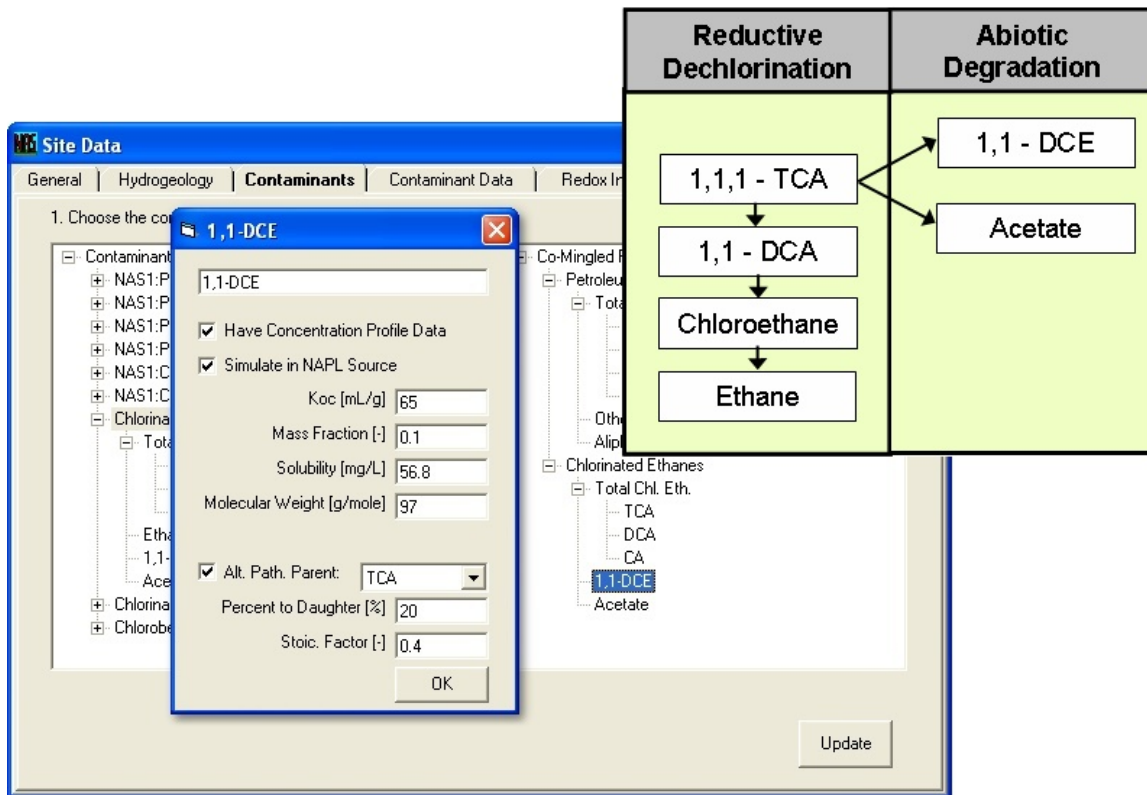 Reductive
Dechlorination
Abiotic
Degradation
1,1,1 - TCA
1,1 - DCA
Chloroethane
Ethane
1,1 - DCE
Acetate
Site Data
General
Hydrogeology
Contaminants
Contaminant Data
Redox In
1. Choose the co
Contaminant
NAS1:P
NAS1:P
NAS1:P
NAS1:P
NAS1:C
NAS1:C
Chlorina
Tota
Etha
1,1-
Ace
Chlorina
Chlorobe
1,1-DCE
1,1-DCE
Have Concentration Profile Data
Simulate in NAPL Source
Koc [mL/g] 65
Mass Fraction [-] 0.1
Solubility [mg/L] 56.8
Molecular Weight [g/mole] 97
Alt. Path. Parent: TCA
Percent to Daughter [%] 20
Stoic. Factor [-] 0.4
OK
Co-Mingled P
Petroleu
Tota
Othe
Aliph
Chlorinated Ethanes
Total Chl. Eth.
TCA
DCA
CA
1,1-DCE
Acetate
Update